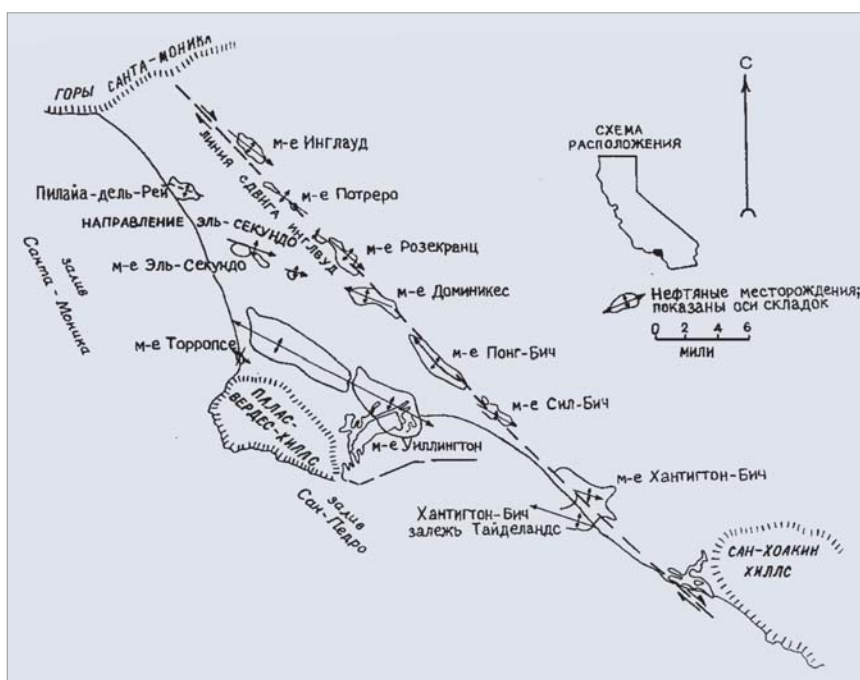 ГОРЫ САНТА-МОНИКА
С
СХЕМА
РАСПОЛОЖЕНИЯ
м-е Инглауд
ЛИНИЯ СДВИГА ИНГЛВУД
Пилайа-дель-Рей
м-е Потреро
НАПРАВЛЕНИЕ ЭЛЬ-СЕКУНДО
м-е Розекранц
м-е Эль-Секундо
залив
Санта-Моника
м-е Доминикес
Нефтяные месторождения;
показаны оси складок
0 2 4 6
МИЛИ
м-е Торропсе
м-е Понг-Бич
м-е Сил-Бич
ПАЛАС-
ВЕРДЕС-ХИЛЛС
м-е Уиллингтон
м-е Хантигтон-Бич
залив
Сан-Педро
Хантигтон-Бич
залежь Тайделандс
САН-ХОАКИН
ХИЛЛС